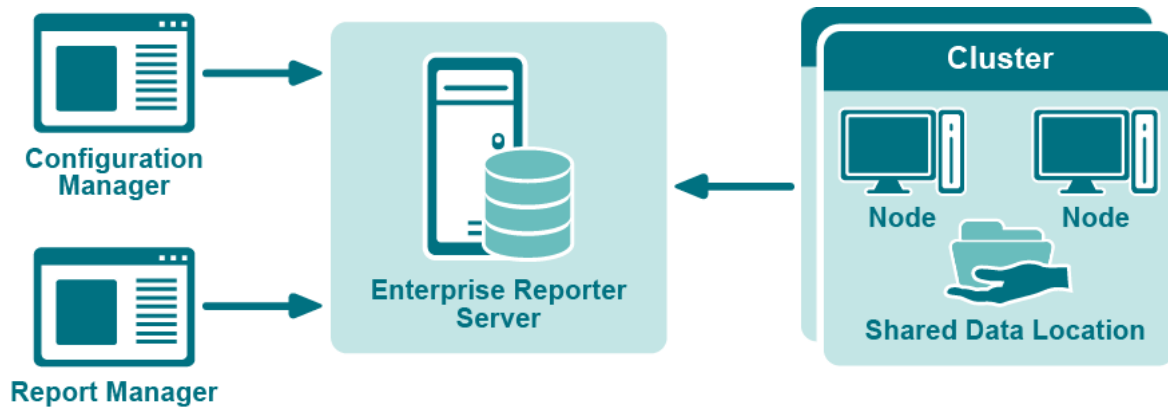 Configuration
Manager
Report Manager
Enterprise Reporter
Server
Cluster
Node
Node
Shared Data Location